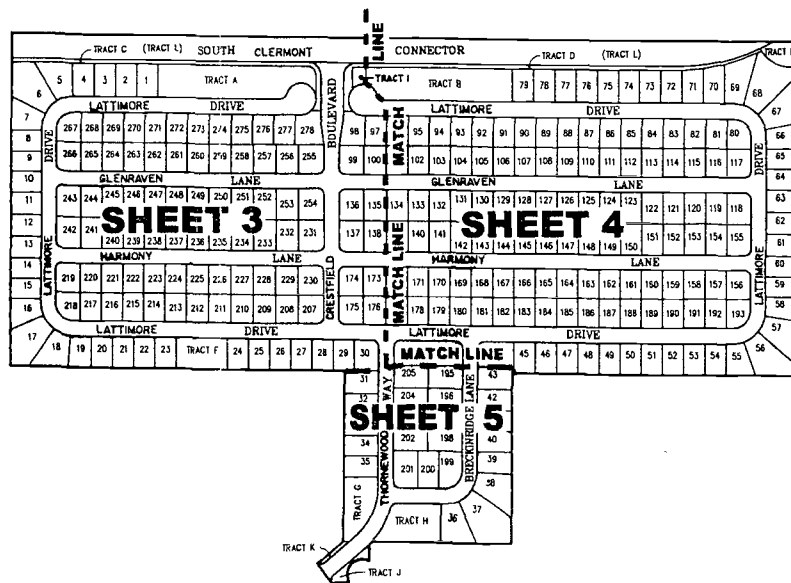 LINE
TRACT C (TRACT L) SOUTH CLERMONT CONNECTOR TRACT D (TRACT L)
5 4 3 2 1 TRACT A TRACT I TRACT B 79 78 77 76 75 74 73 72 71 70 69 68
6 LATTIMORE DRIVE LATTIMORE DRIVE
7 67
267 268 269 270 271 272 273 274 275 276 277 278 98 97 95 94 93 92 91 90 89 88 87 86 85 84 83 82 81 80
8 66
DRIVE BOULEVARD MATCH DRIVE
9 266 265 264 263 262 261 260 259 258 257 256 255 99 100 102 103 104 105 106 107 108 109 110 111 112 113 114 115 116 117 65
10 GLENRAVEN LANE GLENRAVEN LANE 64
11 243 244 245 246 247 248 249 250 251 252 253 254 136 135 134 133 132 131 130 129 128 127 126 125 124 123 122 121 120 119 118 63
12 SHEET 3 SHEET 4 62
13 242 241 240 239 238 237 236 235 234 233 232 231 137 138 140 141 142 143 144 145 146 147 148 149 150 151 152 153 154 155 61
14 HARMONY LANE HARMONY LANE 60
LATTIMORE CRESTFIELD MATCH LINE LATTIMORE
15 219 220 221 222 223 224 225 226 227 228 229 230 174 173 171 170 169 168 167 166 165 164 163 162 161 160 159 158 157 156 59
16 218 217 216 215 214 213 212 211 210 209 208 207 175 176 178 179 180 181 182 183 184 185 186 187 188 189 190 191 192 193 58
17 LATTIMORE DRIVE LATTIMORE DRIVE 57
18 19 20 21 22 23 TRACT F 24 25 26 27 28 29 30 MATCH LINE 45 46 47 48 49 50 51 52 53 54 55 56
31 205 195 43
32 204 196 42
SHEET 5
34 202 198 40
35 201 200 199 39
THORNEWOOD WAY BRECKINRIDGE LANE
38
TRACT G TRACT H 36 37
TRACT K
TRACT J